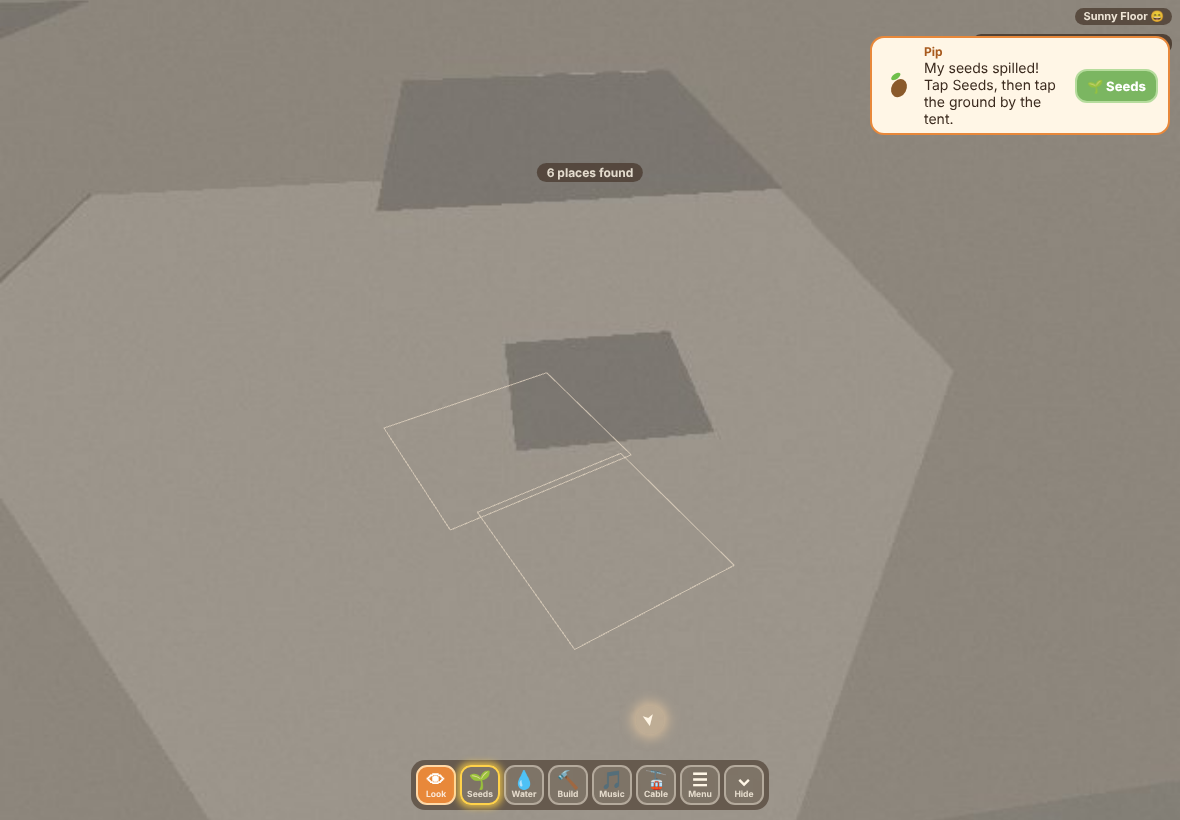 Sunny Floor 😄
Pip
My seeds spilled!
Tap Seeds, then tap
the ground by the
tent.
🌱 Seeds
6 places found
Look
Seeds
Water
Build
Music
Cable
Menu
Hide